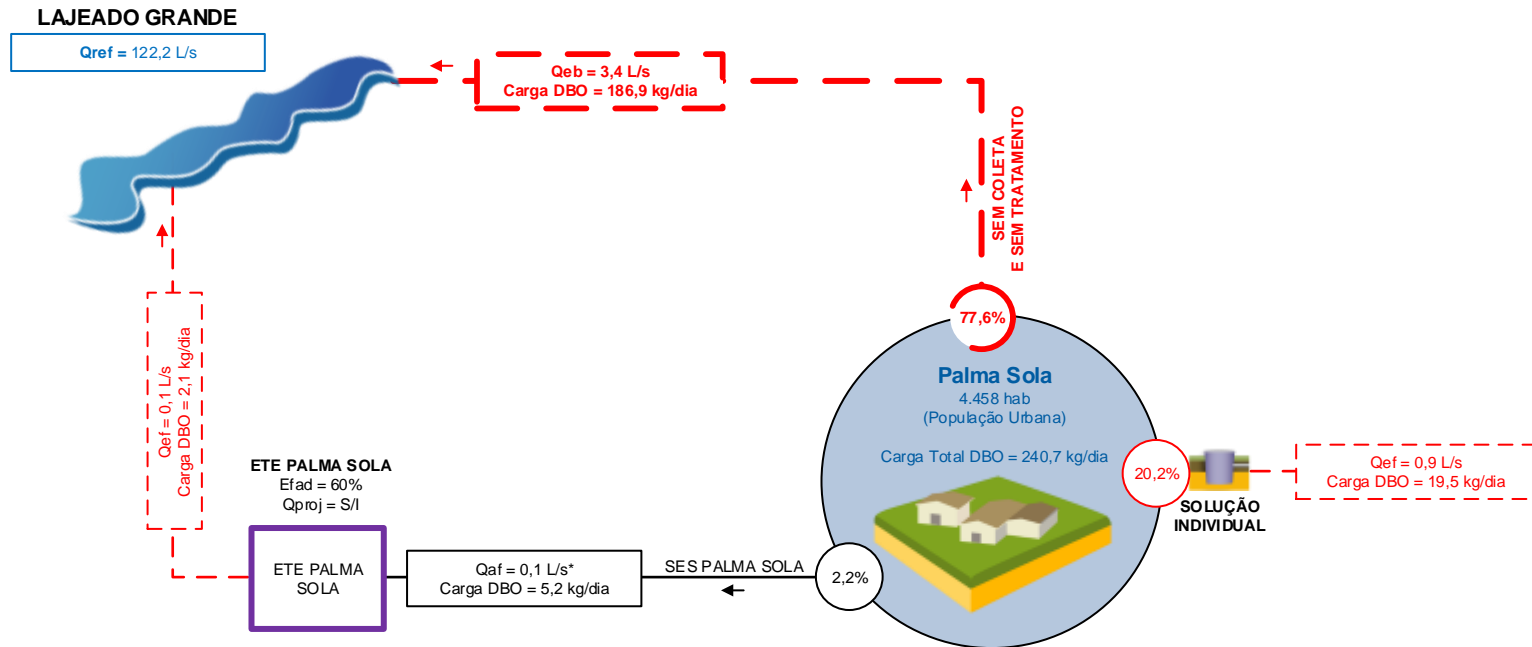 LAJEADO GRANDE
Qref = 122,2 L/s
Qeb = 3,4 L/s
Carga DBO = 186,9 kg/dia
SEM COLETA
E SEM TRATAMENTO
77,6%
Palma Sola
4.458 hab
(População Urbana)
Carga Total DBO = 240,7 kg/dia
20,2%
SOLUÇÃO
INDIVIDUAL
Qef = 0,9 L/s
Carga DBO = 19,5 kg/dia
2,2%
SES PALMA SOLA
Qaf = 0,1 L/s*
Carga DBO = 5,2 kg/dia
ETE PALMA SOLA
Efad = 60%
Qproj = S/I
ETE PALMA
SOLA
Qef = 0,1 L/s
Carga DBO = 2,1 kg/dia